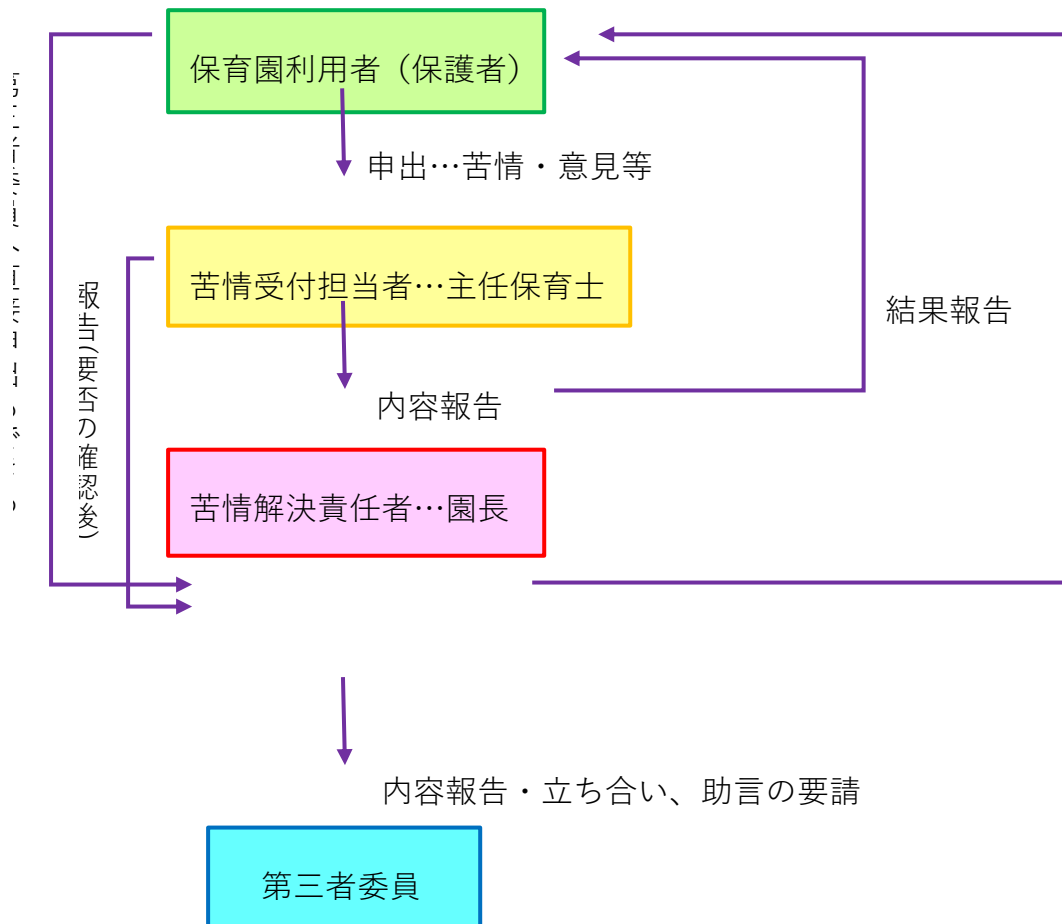 保育園利用者（保護者）
申出…苦情・意見等
苦情受付担当者…主任保育士
報告(要否の確認後)
結果報告
内容報告
苦情解決責任者…園長
内容報告・立ち合い、助言の要請
第三者委員